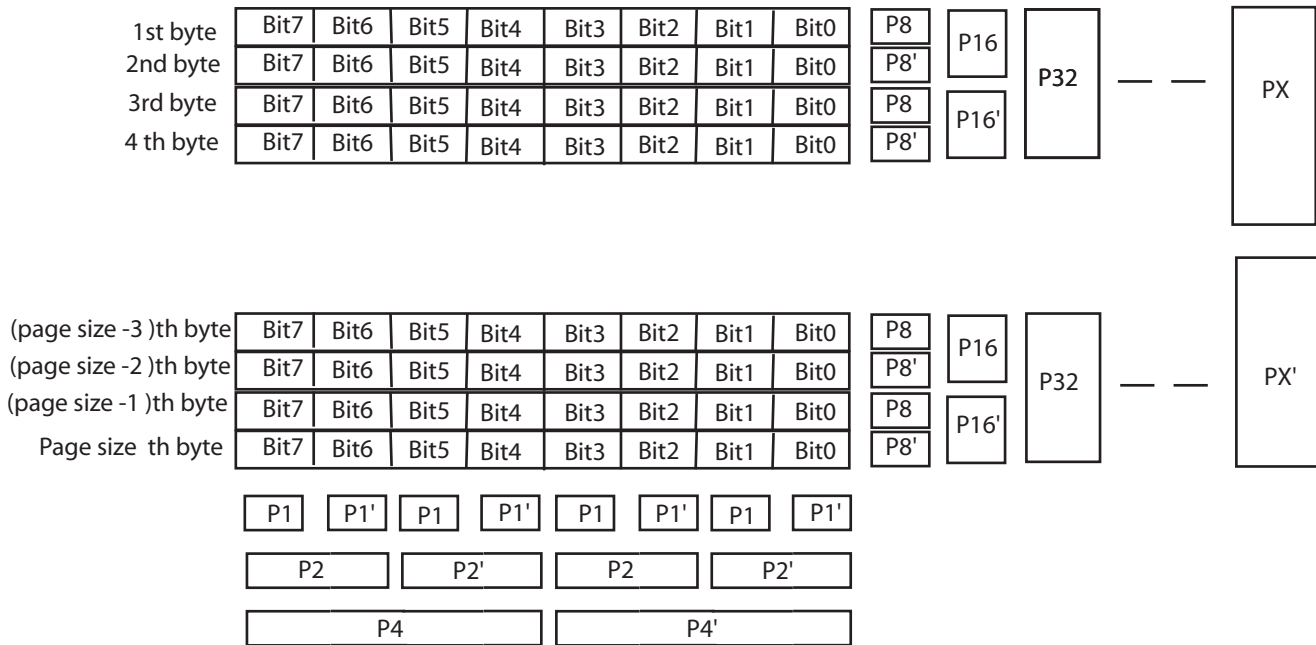 1st byte Bit7 Bit6 Bit5 Bit4 Bit3 Bit2 Bit1 Bit0 P8 P16 P32 PX
2nd byte Bit7 Bit6 Bit5 Bit4 Bit3 Bit2 Bit1 Bit0 P8'
3rd byte Bit7 Bit6 Bit5 Bit4 Bit3 Bit2 Bit1 Bit0 P8 P16'
4 th byte Bit7 Bit6 Bit5 Bit4 Bit3 Bit2 Bit1 Bit0 P8'
(page size -3 )th byte Bit7 Bit6 Bit5 Bit4 Bit3 Bit2 Bit1 Bit0 P8 P16 P32 PX'
(page size -2 )th byte Bit7 Bit6 Bit5 Bit4 Bit3 Bit2 Bit1 Bit0 P8'
(page size -1 )th byte Bit7 Bit6 Bit5 Bit4 Bit3 Bit2 Bit1 Bit0 P8 P16'
Page size th byte Bit7 Bit6 Bit5 Bit4 Bit3 Bit2 Bit1 Bit0 P8'
P1 P1' P1 P1' P1 P1' P1 P1'
P2 P2' P2 P2'
P4 P4'